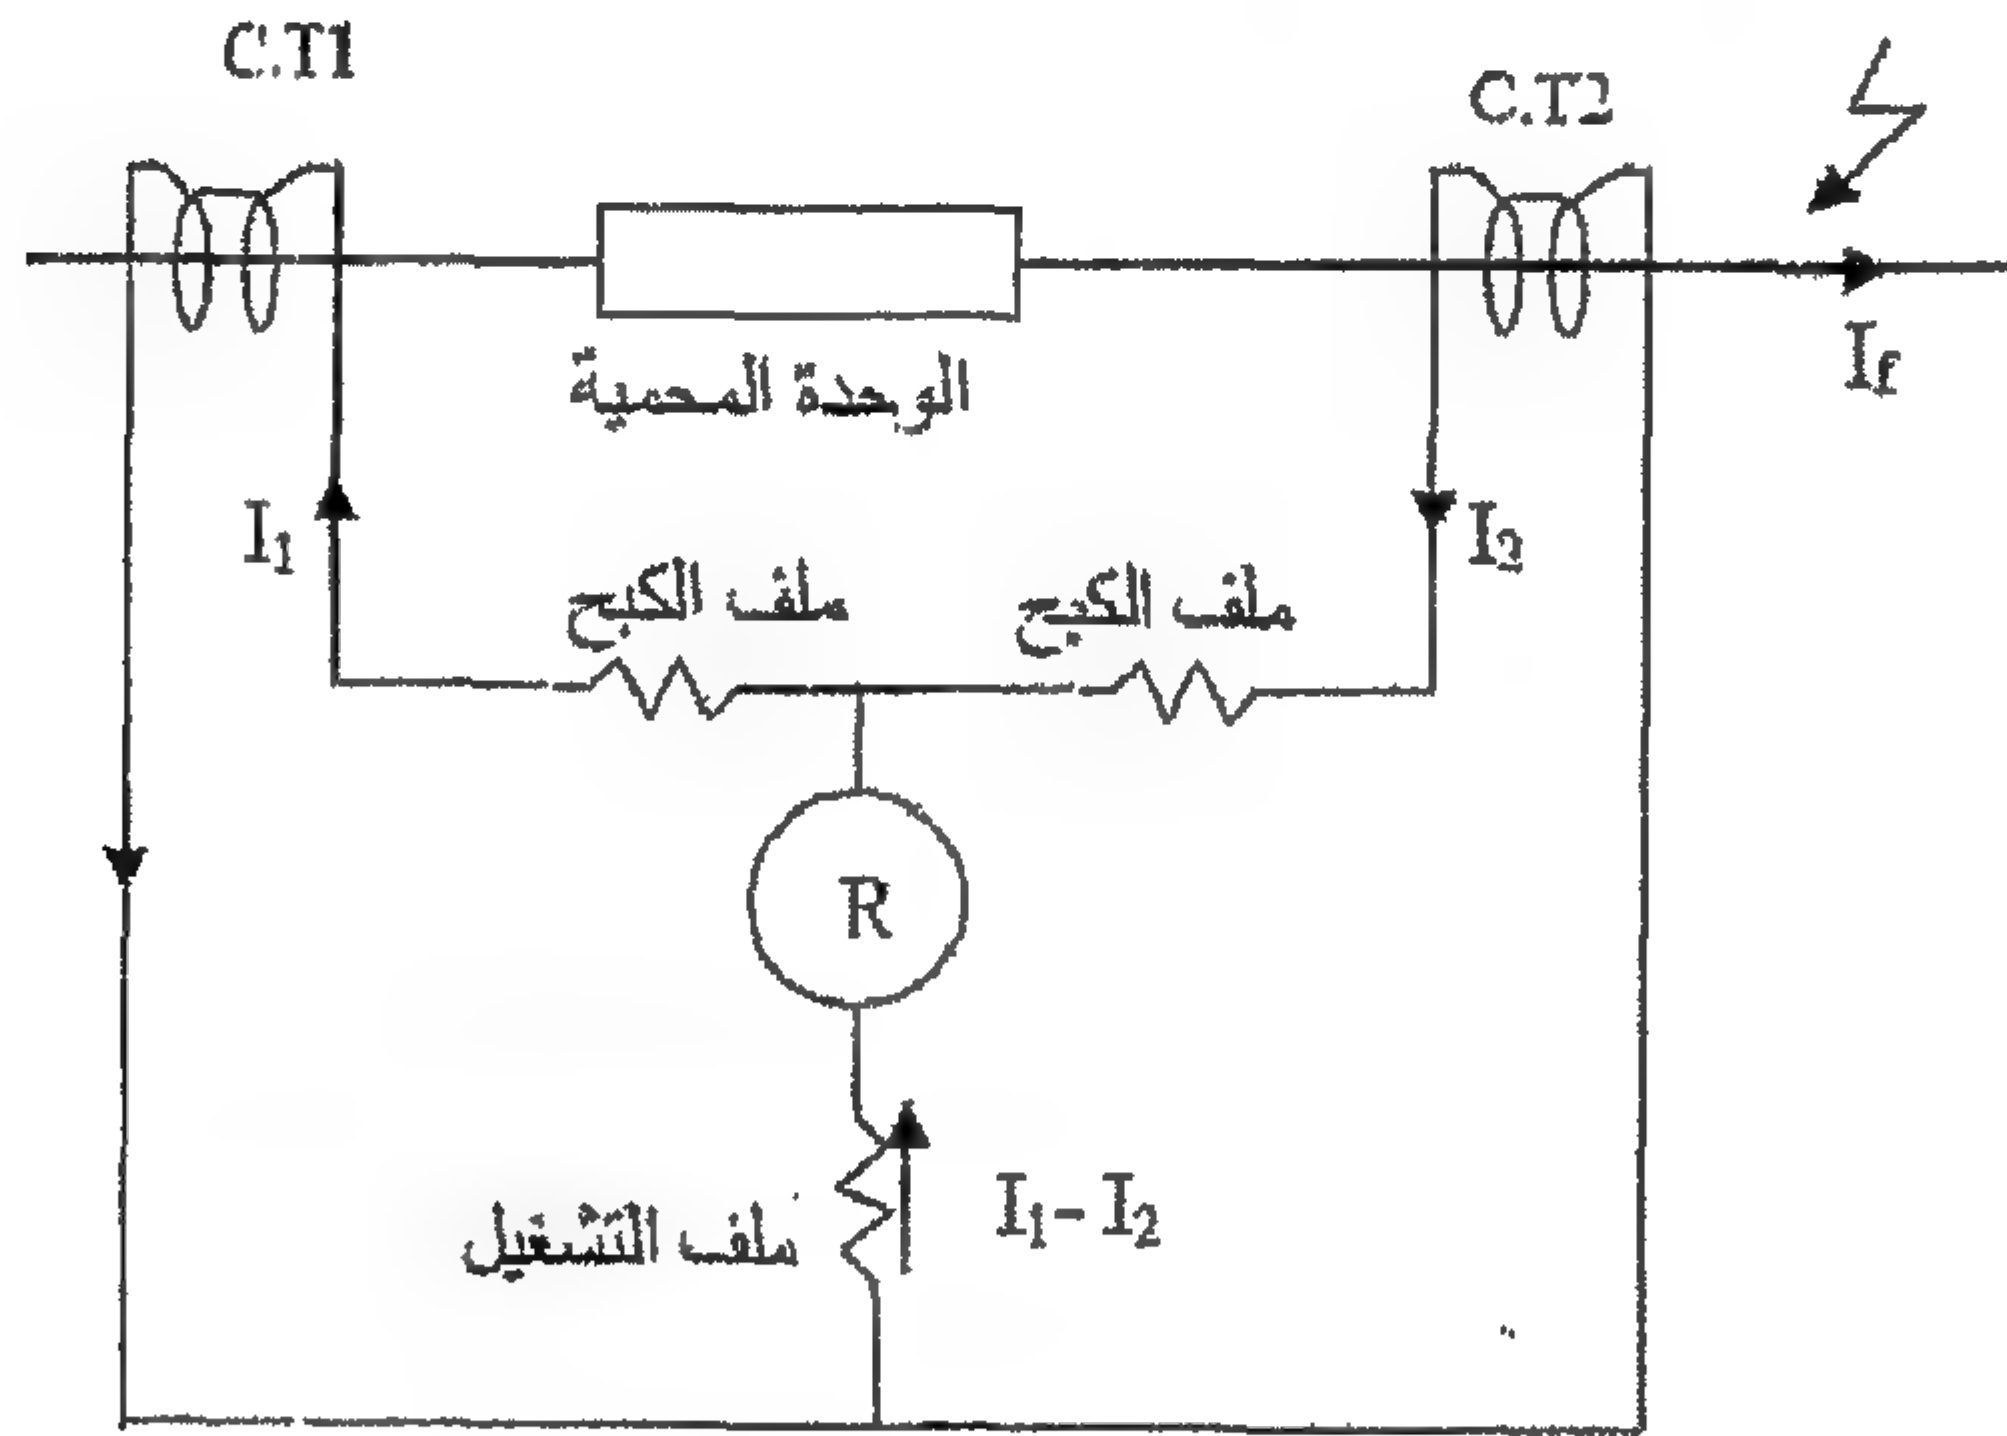 C.T1
C.T2
I₁
الوحدة المحمية
I₂
If
ملف الكبح
ملف الكبح
R
ملف التشغيل
I₁- I₂